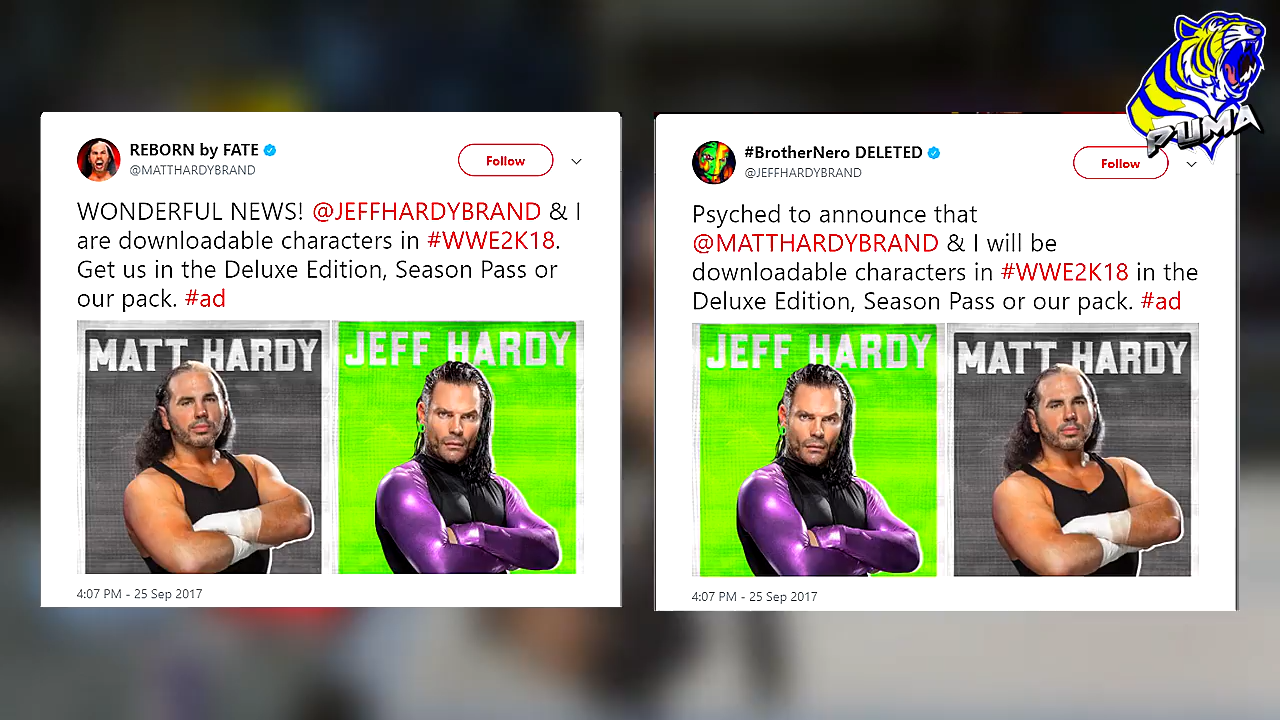 PUMA
REBORN by FATE
@MATTHARDYBRAND
Follow
WONDERFUL NEWS! @JEFFHARDYBRAND & I
are downloadable characters in #WWE2K18.
Get us in the Deluxe Edition, Season Pass or
our pack. #ad
MATT HARDY
JEFF HARDY
4:07 PM - 25 Sep 2017
#BrotherNero DELETED
@JEFFHARDYBRAND
Follow
Psyched to announce that
@MATTHARDYBRAND & I will be
downloadable characters in #WWE2K18 in the
Deluxe Edition, Season Pass or our pack. #ad
JEFF HARDY
MATT HARDY
4:07 PM - 25 Sep 2017